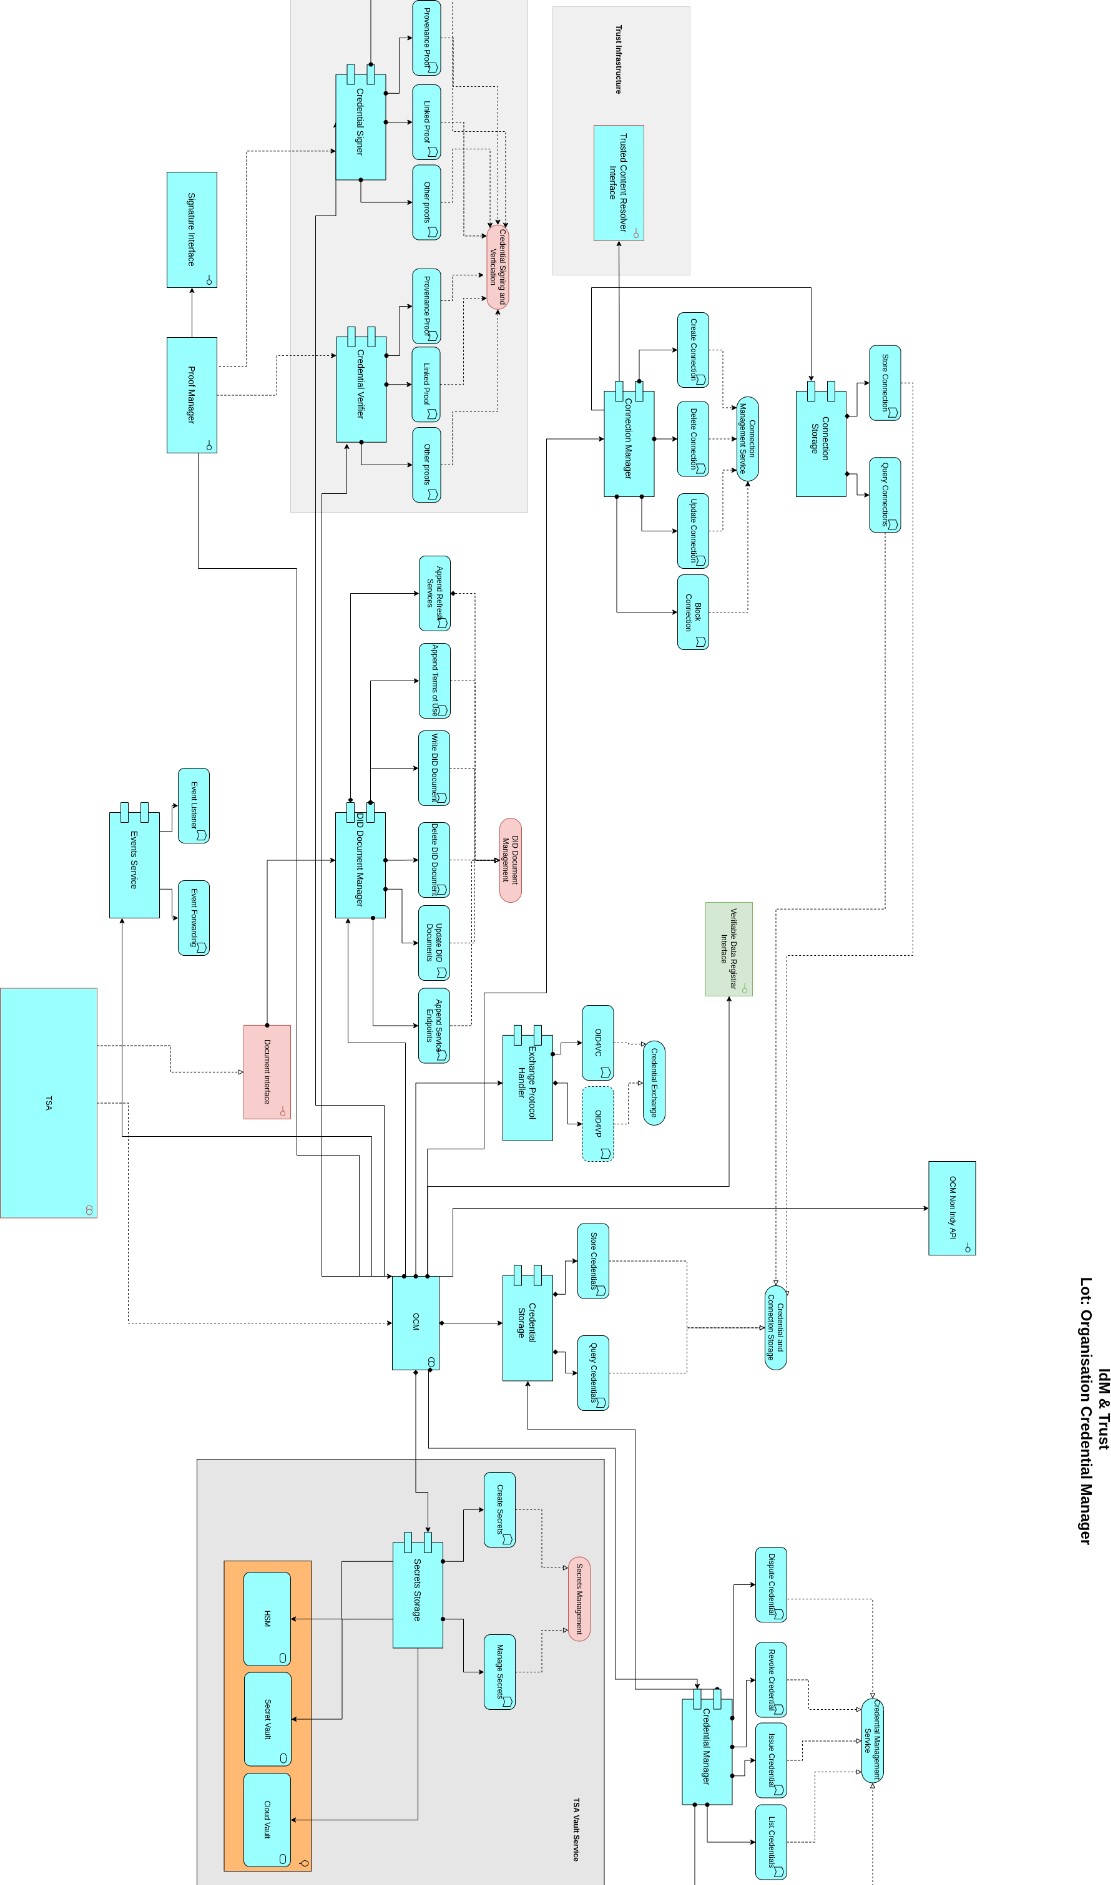 IdM & Trust
Lot: Organisation Credential Manager
OCM Non Indy API
Store Connection
Query Connections
Credential Management
Service
Connection
Storage
Credential and
Connection Storage
Dispute Credential
Revoke Credential
Issue Credential
List Credentials
Connection
Management Service
Verifiable Data Registrar
Interface
Create Connection
Delete Connection
Update Connection
Block
Connection
Credential Manager
Trust Infrastructure
Trusted Content Resolver
Interface
Connection Manager
Credential Exchange
OID4VC
OID4VP
Store Credentials
Query Credentials
Secrets Management
TSA Vault Service
Exchange Protocol
Handler
Credential
Storage
Credential Signing and
Verficiation
DID Document
Management
Create Secrets
Manage Secrets
Provenance Proof
Linked Proof
Other proofs
Provenance Proof
Linked Proof
Other proofs
Append Refresh
Services
Append Terms of Use
Write DID Document
Delete DID Document
Update DID
Documents
Append Service
Endpoints
OCM
Secrets Storage
Credential Signer
Credential Verifier
DID Document Manager
Document interface
HSM
Secret Vault
Cloud Vault
Signature Interface
Proof Manager
Event Listener
Event Forwarding
Events Service
TSA